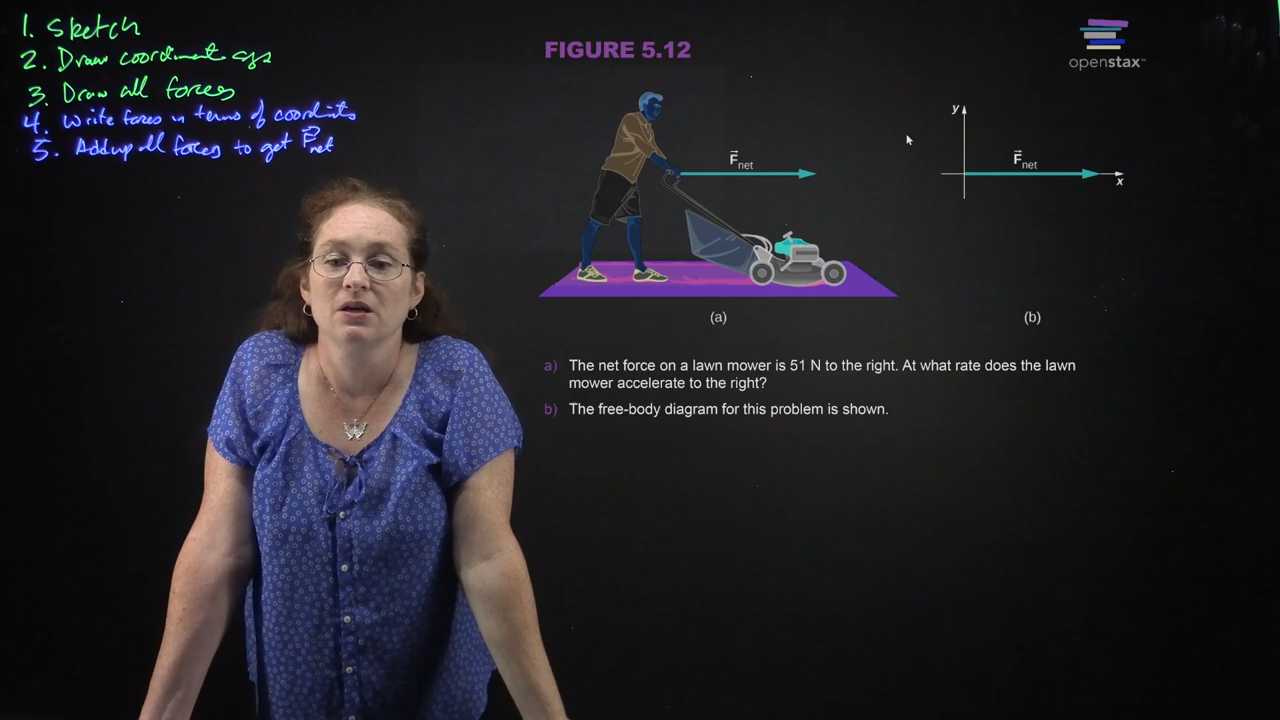 1. Sketch
2. Draw coordinate sys
3. Draw all forces
4. Write forces in terms of coordints
5. Add up all forces to get F net
FIGURE 5.12
openstax™
F net
(a)
y
F net
x
(b)
a) The net force on a lawn mower is 51 N to the right. At what rate does the lawn
mower accelerate to the right?
b) The free-body diagram for this problem is shown.